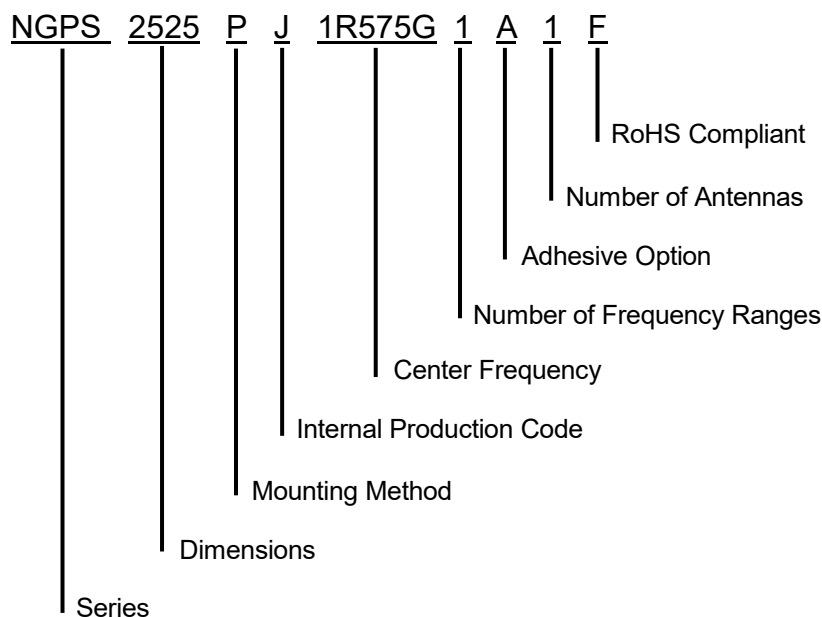 NGPS 2525 P J 1R575G 1 A 1 F
RoHS Compliant
Number of Antennas
Adhesive Option
Number of Frequency Ranges
Center Frequency
Internal Production Code
Mounting Method
Dimensions
Series